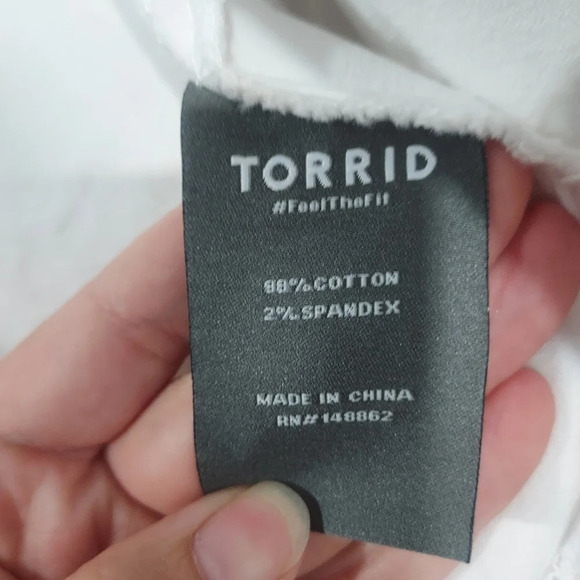 TORRID
#FeelTheFit
98% COTTON
2% SPANDEX
MADE IN CHINA
RN# 148862